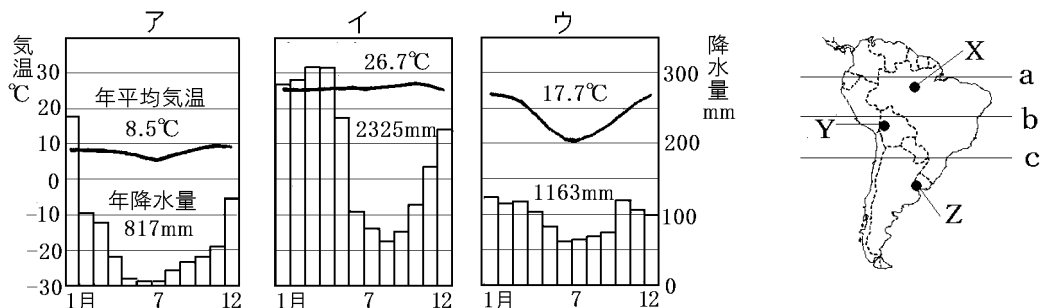 ア
イ
ウ
気温
℃
30
20
10
0
−10
−20
−30
年平均気温
8.5℃
年降水量
817mm
1月
7
12
26.7℃
2325mm
1月
7
12
17.7℃
1163mm
1月
7
12
降水量
mm
300
200
100
0
X
Y
Z
a
b
c